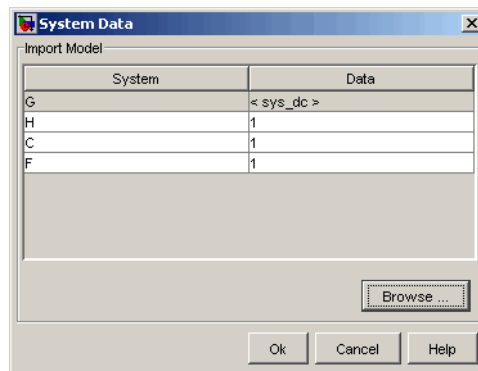 System Data
Import Model
System Data
G < sys_dc >
H 1
C 1
F 1
Browse ...
Ok Cancel Help